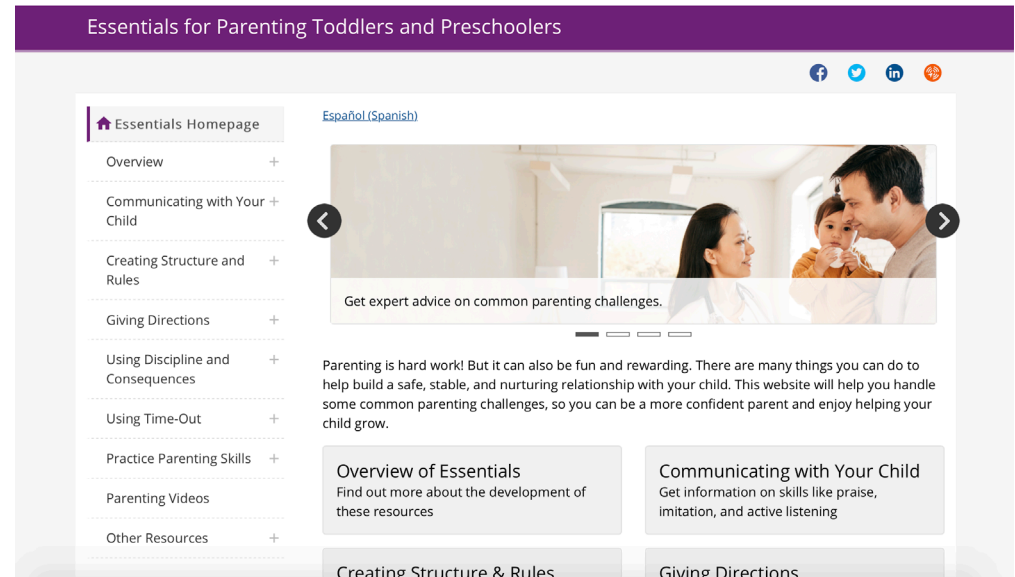 Essentials for Parenting Toddlers and Preschoolers
Essentials Homepage
Overview
Communicating with Your
Child
Creating Structure and
Rules
Giving Directions
Using Discipline and
Consequences
Using Time-Out
Practice Parenting Skills
Parenting Videos
Other Resources
Español (Spanish)
Get expert advice on common parenting challenges.
Parenting is hard work! But it can also be fun and rewarding. There are many things you can do to
help build a safe, stable, and nurturing relationship with your child. This website will help you handle
some common parenting challenges, so you can be a more confident parent and enjoy helping your
child grow.
Overview of Essentials
Find out more about the development of
these resources
Communicating with Your Child
Get information on skills like praise,
imitation, and active listening
Creating Structure & Rules
Giving Directions